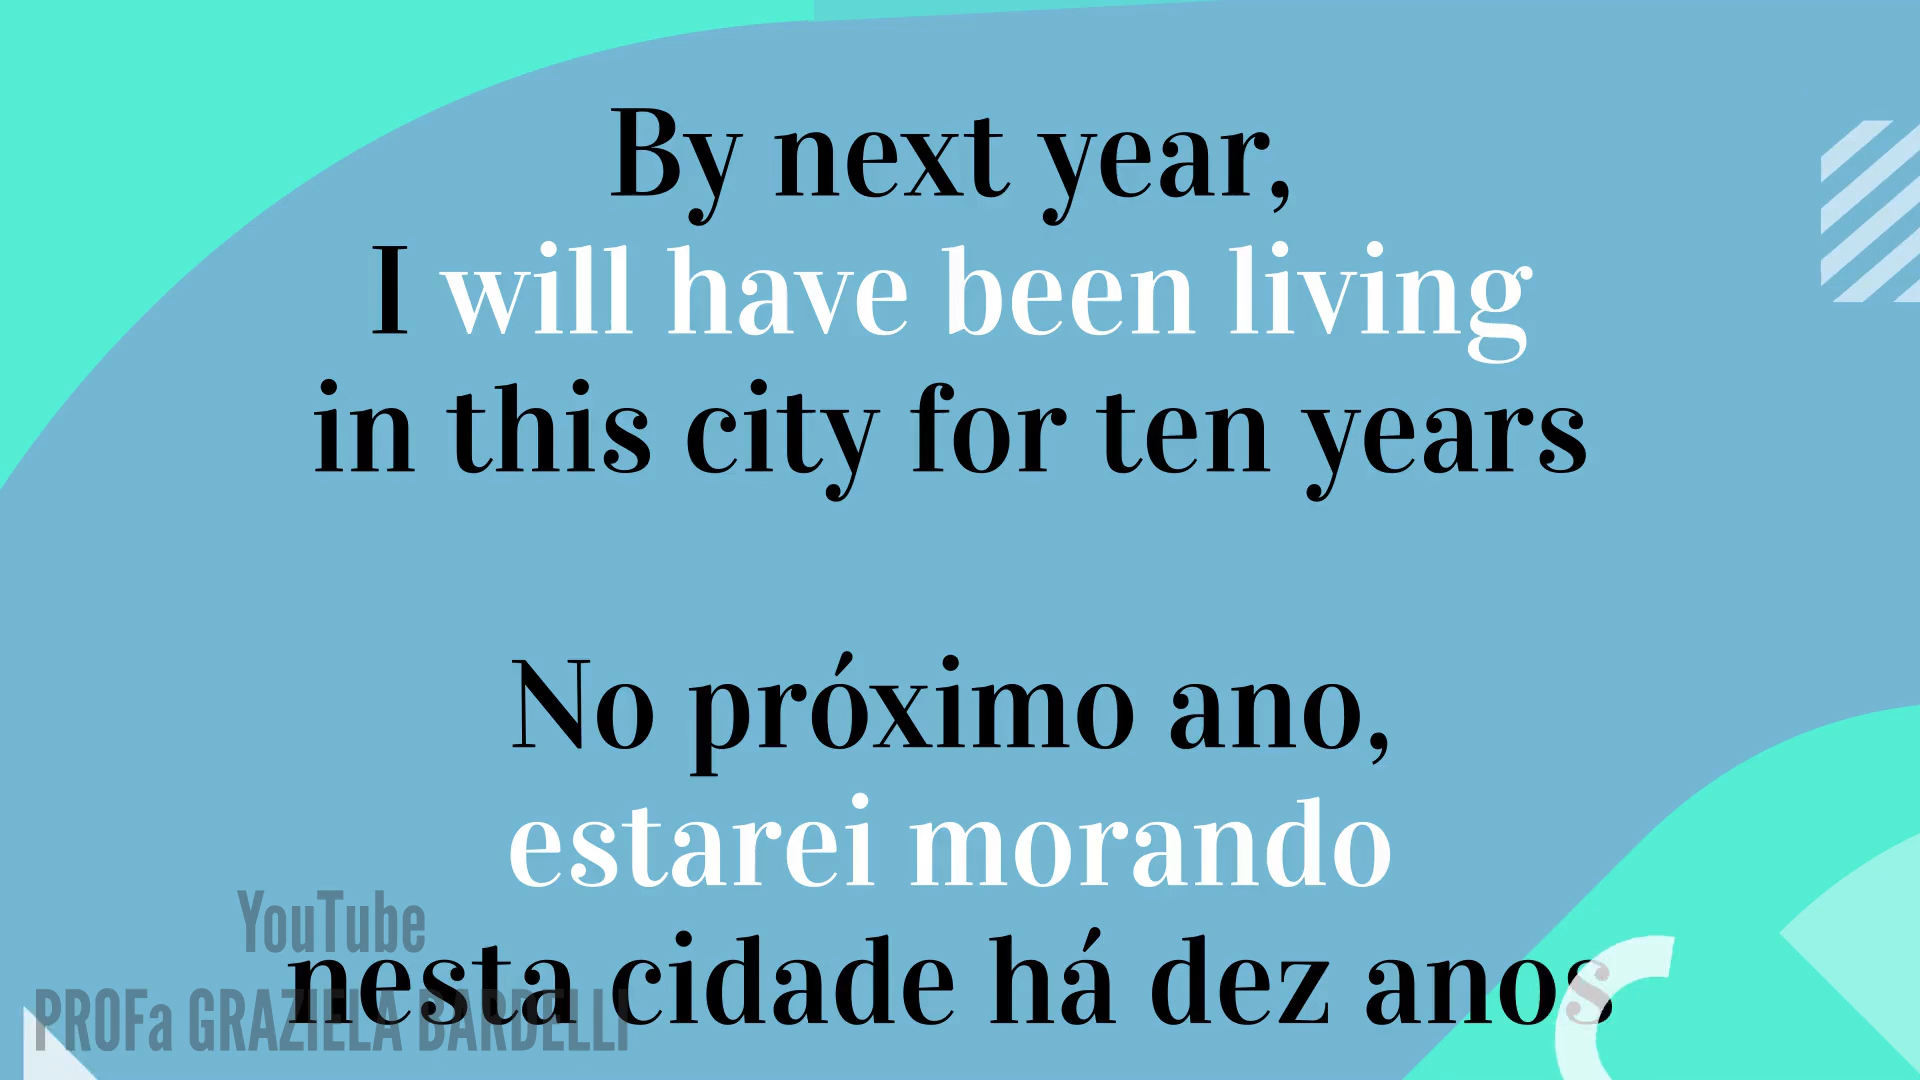 By next year,
I will have been living
in this city for ten years
No próximo ano,
estarei morando
nesta cidade há dez anos
YouTube
PROFa GRAZIELA BARDELLI